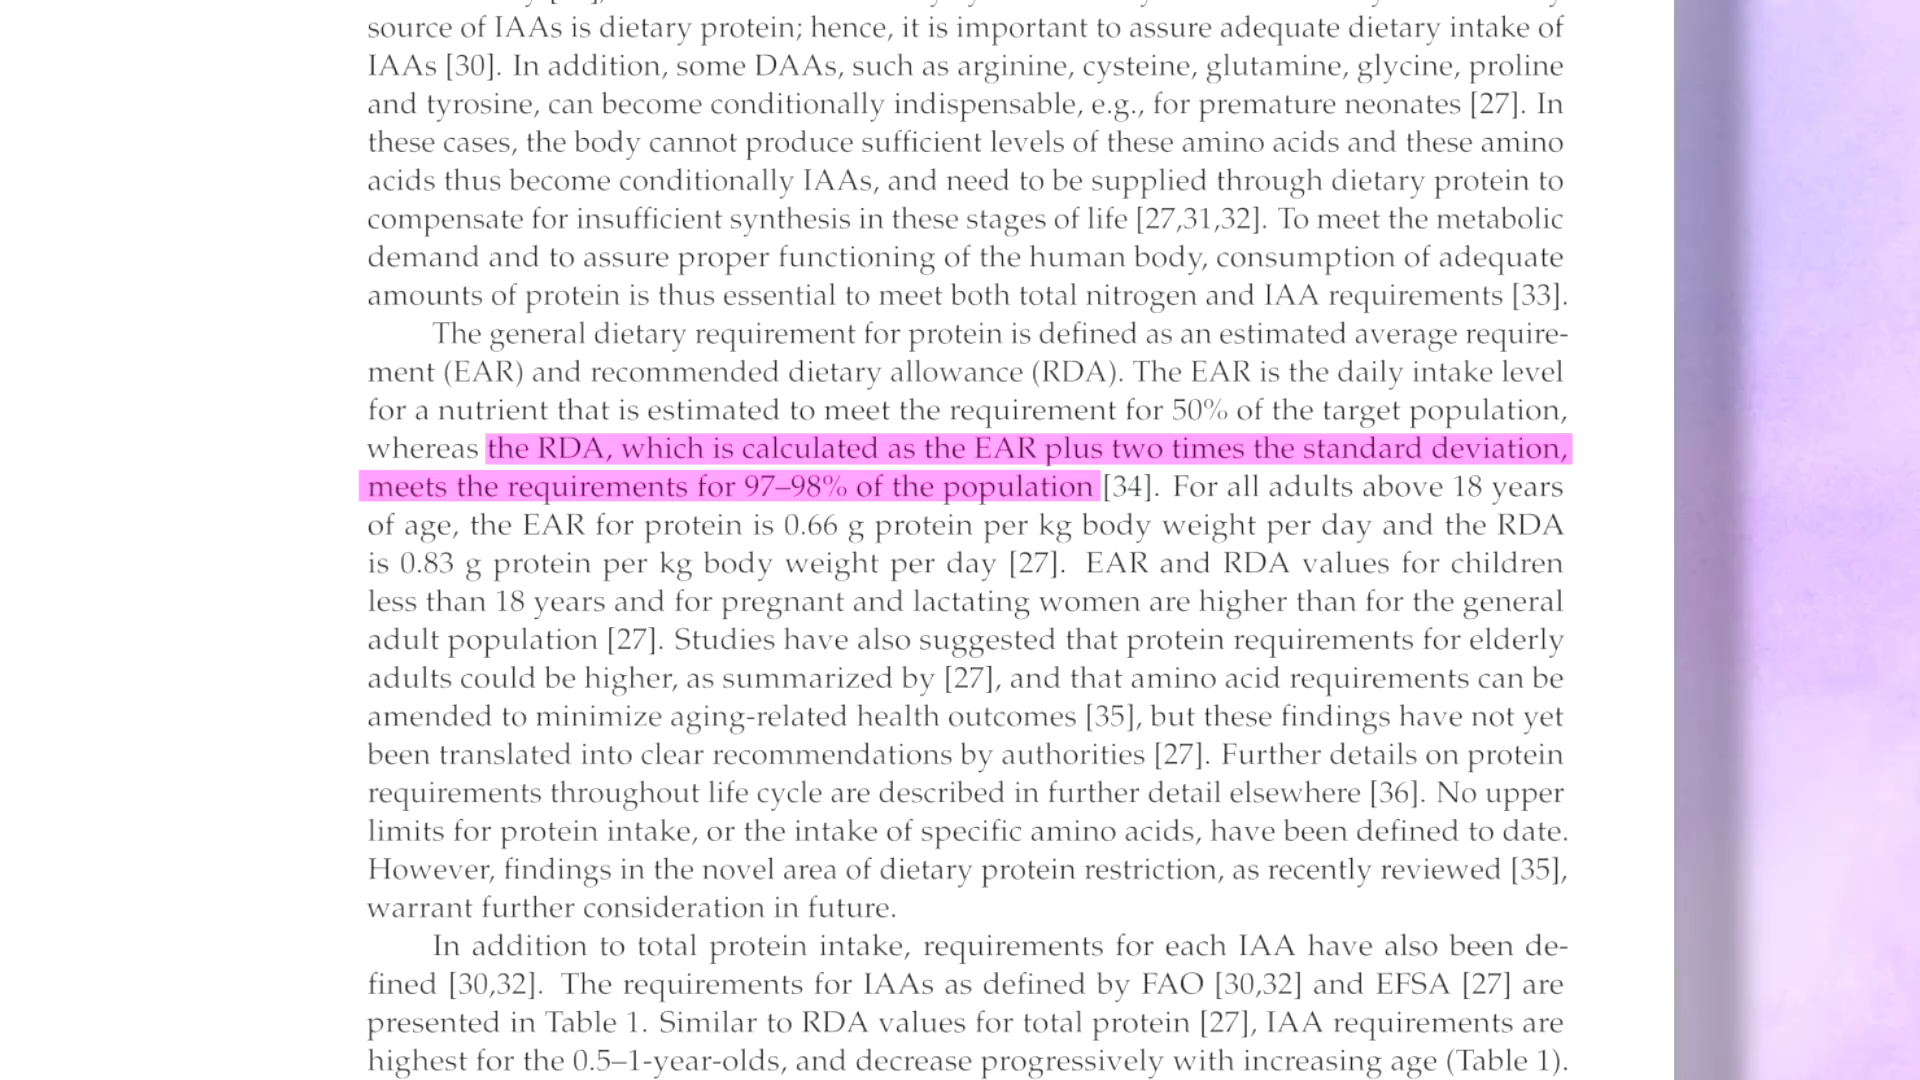 source of IAAs is dietary protein; hence, it is important to assure adequate dietary intake of
IAAs [30]. In addition, some DAAs, such as arginine, cysteine, glutamine, glycine, proline
and tyrosine, can become conditionally indispensable, e.g., for premature neonates [27]. In
these cases, the body cannot produce sufficient levels of these amino acids and these amino
acids thus become conditionally IAAs, and need to be supplied through dietary protein to
compensate for insufficient synthesis in these stages of life [27,31,32]. To meet the metabolic
demand and to assure proper functioning of the human body, consumption of adequate
amounts of protein is thus essential to meet both total nitrogen and IAA requirements [33].
The general dietary requirement for protein is defined as an estimated average require-
ment (EAR) and recommended dietary allowance (RDA). The EAR is the daily intake level
for a nutrient that is estimated to meet the requirement for 50% of the target population,
whereas the RDA, which is calculated as the EAR plus two times the standard deviation,
meets the requirements for 97–98% of the population [34]. For all adults above 18 years
of age, the EAR for protein is 0.66 g protein per kg body weight per day and the RDA
is 0.83 g protein per kg body weight per day [27]. EAR and RDA values for children
less than 18 years and for pregnant and lactating women are higher than for the general
adult population [27]. Studies have also suggested that protein requirements for elderly
adults could be higher, as summarized by [27], and that amino acid requirements can be
amended to minimize aging-related health outcomes [35], but these findings have not yet
been translated into clear recommendations by authorities [27]. Further details on protein
requirements throughout life cycle are described in further detail elsewhere [36]. No upper
limits for protein intake, or the intake of specific amino acids, have been defined to date.
However, findings in the novel area of dietary protein restriction, as recently reviewed [35],
warrant further consideration in future.
In addition to total protein intake, requirements for each IAA have also been de-
fined [30,32]. The requirements for IAAs as defined by FAO [30,32] and EFSA [27] are
presented in Table 1. Similar to RDA values for total protein [27], IAA requirements are
highest for the 0.5–1-year-olds, and decrease progressively with increasing age (Table 1).